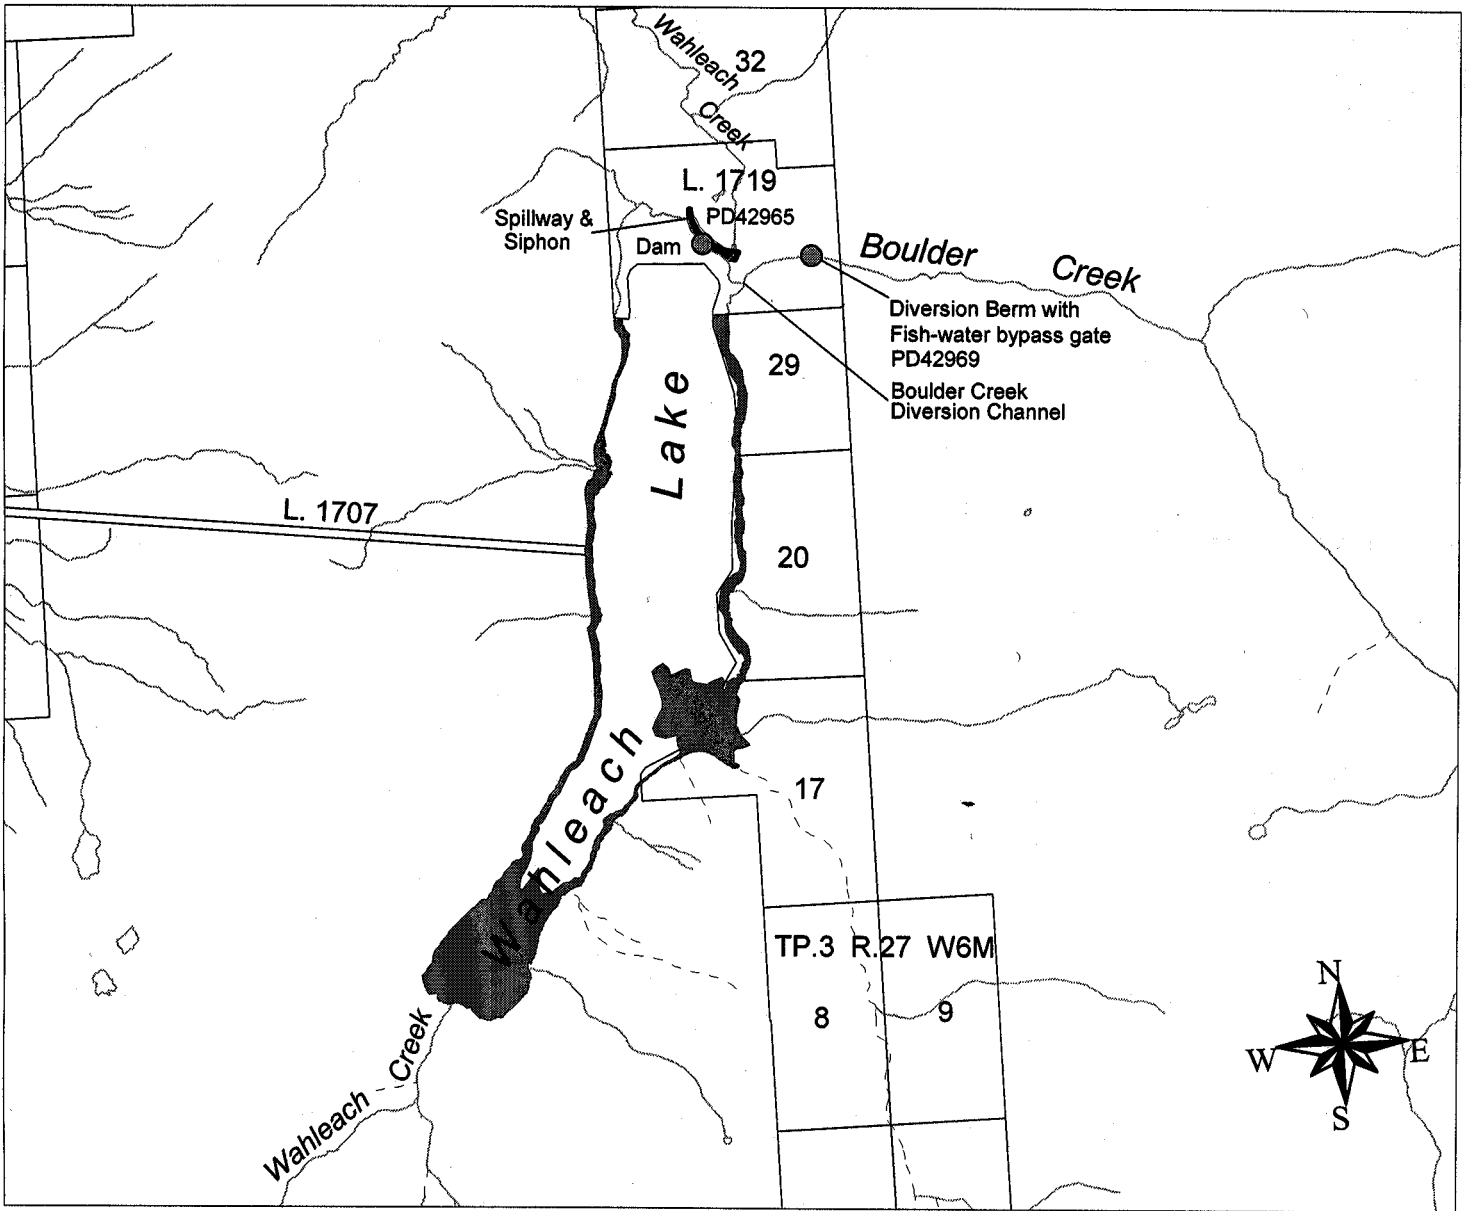 Wahleach
Creek
32
L. 1719
Spillway &
Siphon
PD42965
Dam
Boulder Creek
Diversion Berm with
Fish-water bypass gate
PD42969
Boulder Creek
Diversion Channel
29
Lake
L. 1707
20
Wahleach
17
TP.3 R.27 W6M
8
9
Wahleach Creek
N
W
E
S